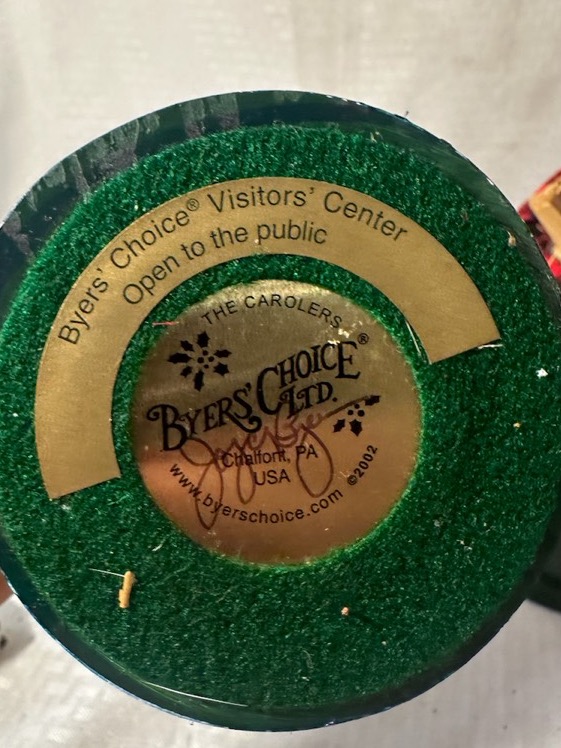 Byers' Choice® Visitors' Center
Open to the public
THE CAROLERS®
BYERS' CHOICE
LTD.
Chalfont, PA
USA
www.byerschoice.com ©2002